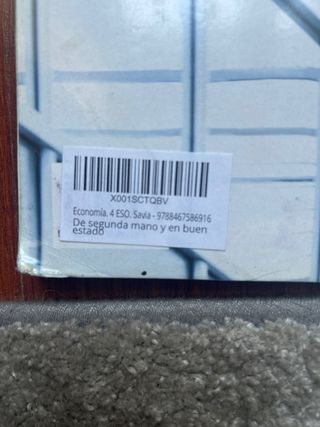 X001SCTQBV
Economía. 4 ESO. Savia - 9788467586916
De segunda mano y en buen
estado